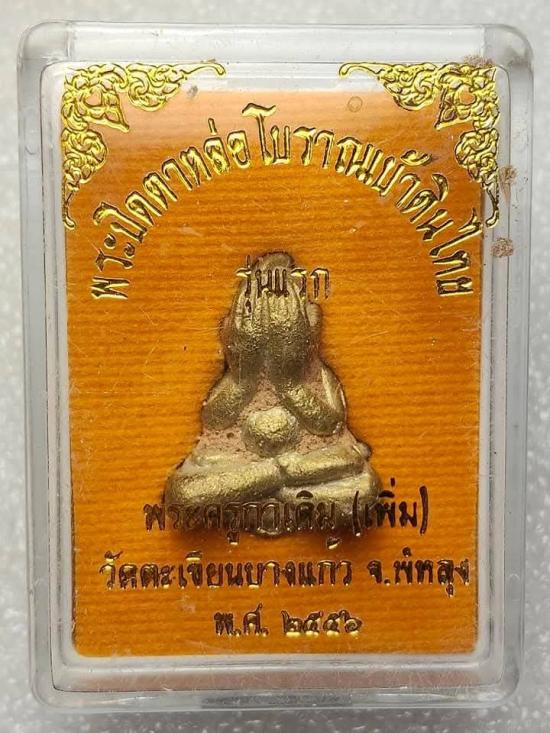 พระปิดตาหล่อโบราณเบ้าดินไทย
รุ่นแรก
พระครูกาเดิม (เพิ่ม)
วัดตะเขียนบางแก้ว จ.พัทลุง
พ.ศ. ๒๕๕๖